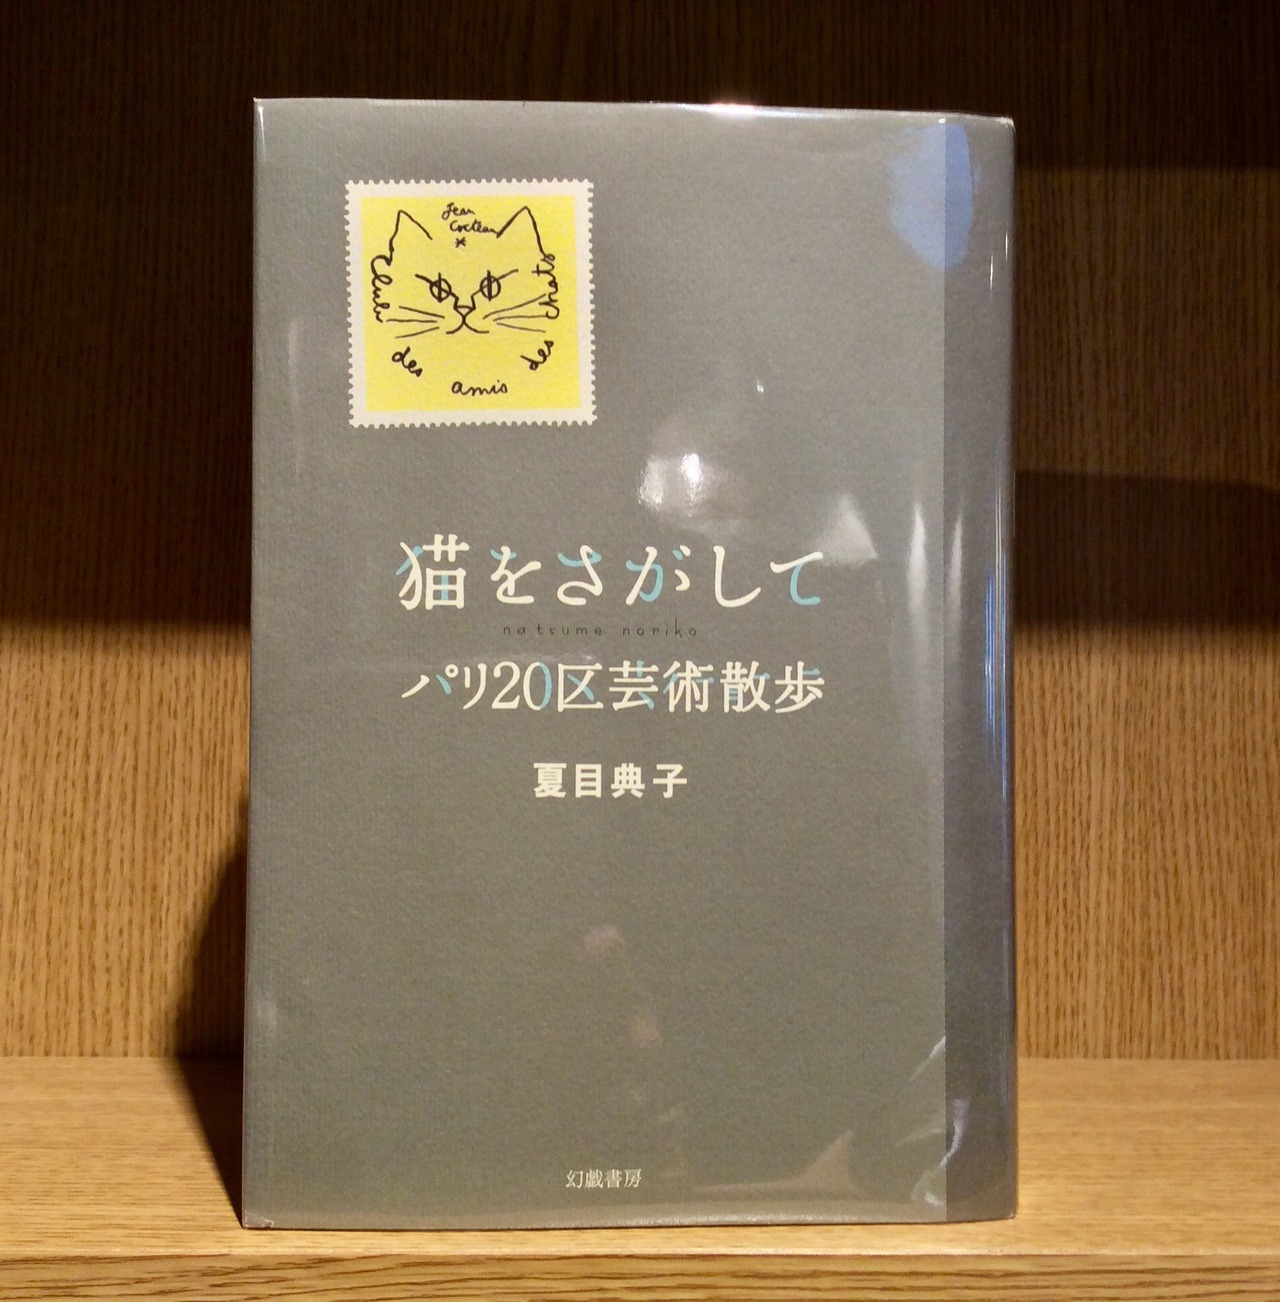 Jean
Cocteau
Club des amis des chats
猫をさがして
natsume noriko
パリ20区芸術散歩
夏目典子
幻戯書房